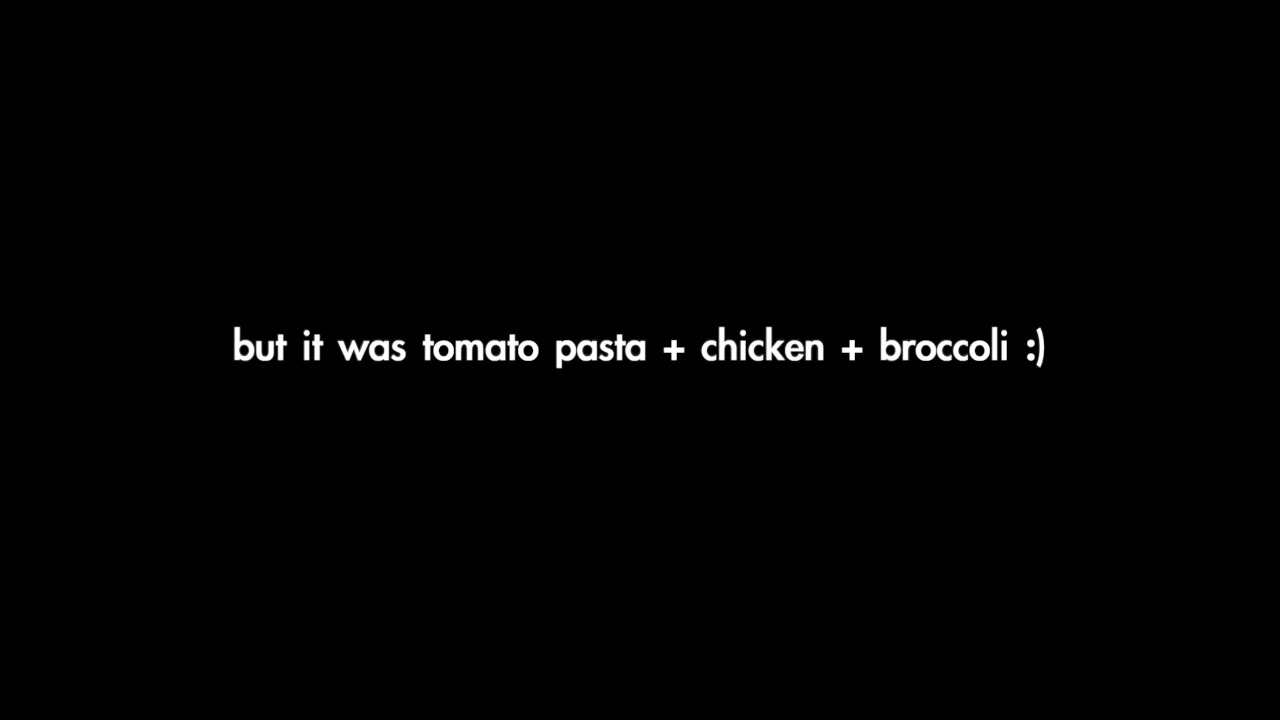 but it was tomato pasta + chicken + broccoli :)